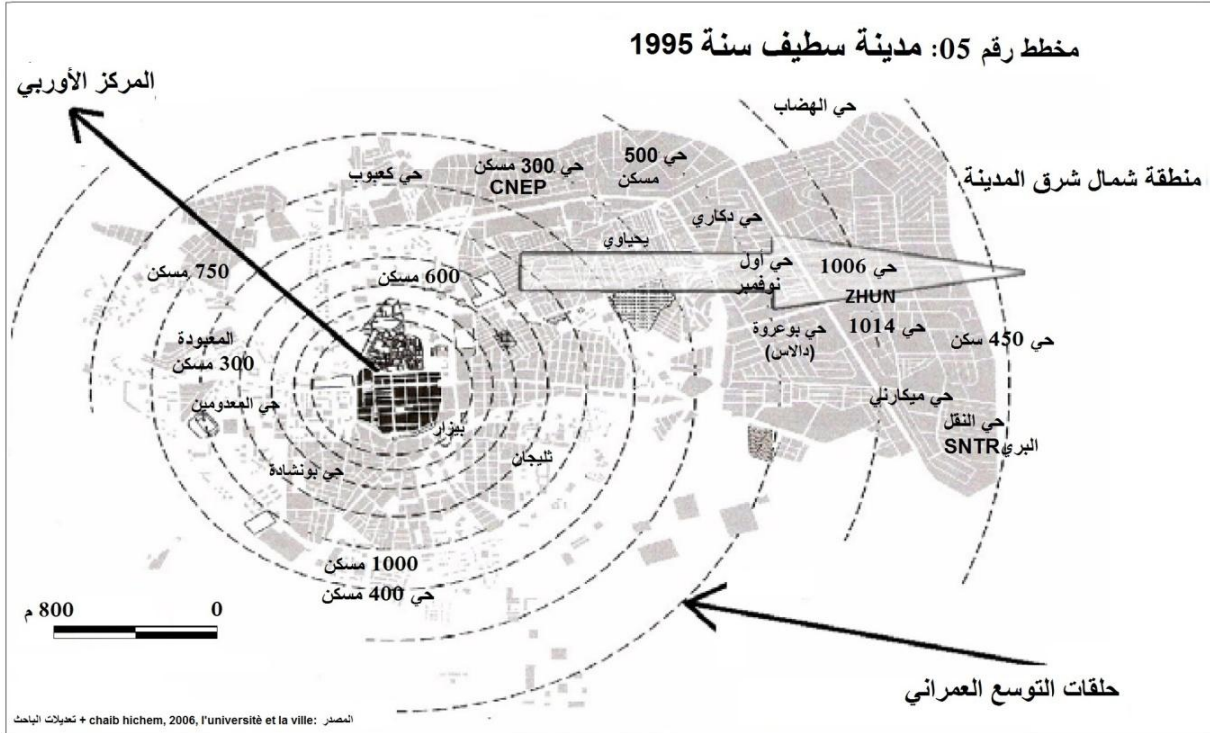 مخطط رقم 05: مدينة سطيف سنة 1995
المركز الأوربي
حي الهضاب
حي 500
مسكن
حي 300 مسكن
CNEP
حي كعبوب
منطقة شمال شرق المدينة
حي دكاري
يحياوي
حي أول
نوفمبر
حي 1006
ZHUN
750 مسكن
600 مسكن
حي 1014
حي بوعروة
(دالاس)
حي 450 سكن
المعبودة
300 مسكن
حي المعدومين
حي ميكارلي
حي النقل
البري SNTR
بيزار
ثليجان
حي بونشادة
1000 مسكن
حي 400 مسكن
800 م
0
حلقات التوسع العمراني
المصدر: chaib hichem, 2006, l'universitè et la ville + تعديلات الباحث